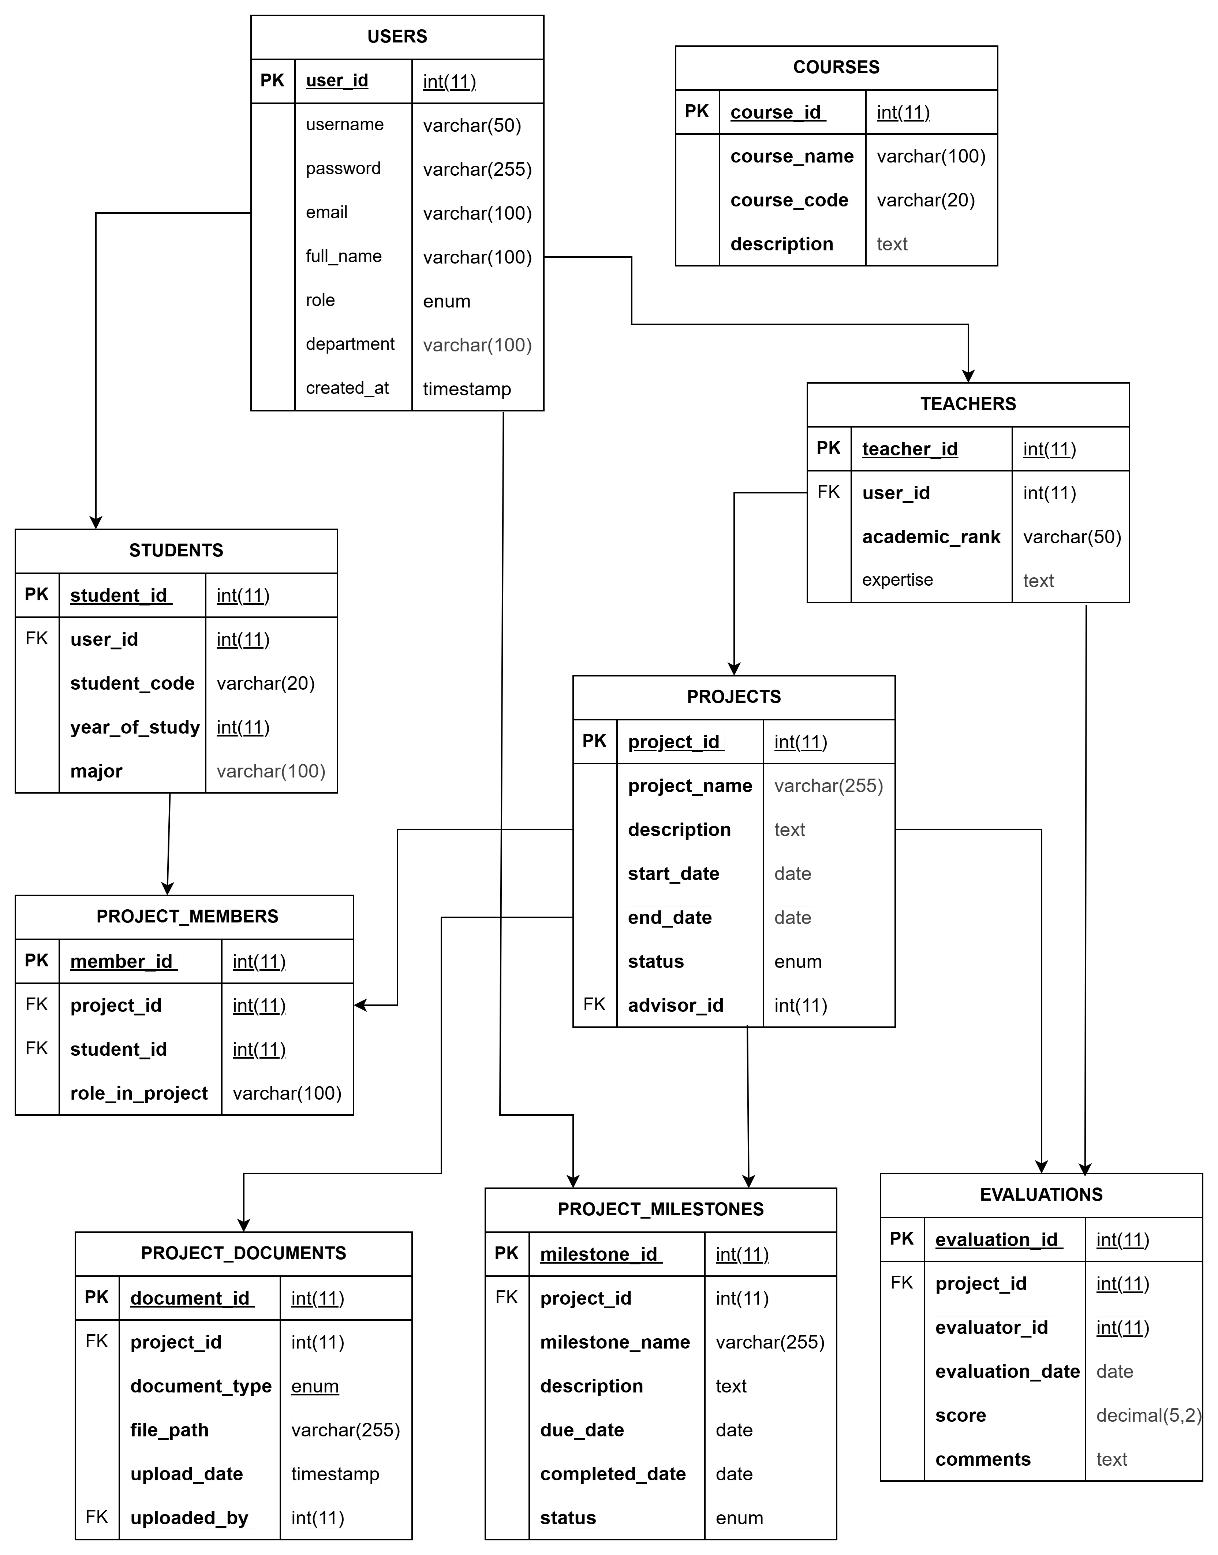 USERS
PK user_id int(11)
username varchar(50)
password varchar(255)
email varchar(100)
full_name varchar(100)
role enum
department varchar(100)
created_at timestamp
COURSES
PK course_id int(11)
course_name varchar(100)
course_code varchar(20)
description text
TEACHERS
PK teacher_id int(11)
FK user_id int(11)
academic_rank varchar(50)
expertise text
STUDENTS
PK student_id int(11)
FK user_id int(11)
student_code varchar(20)
year_of_study int(11)
major varchar(100)
PROJECTS
PK project_id int(11)
project_name varchar(255)
description text
start_date date
end_date date
status enum
FK advisor_id int(11)
PROJECT_MEMBERS
PK member_id int(11)
FK project_id int(11)
FK student_id int(11)
role_in_project varchar(100)
PROJECT_DOCUMENTS
PK document_id int(11)
FK project_id int(11)
document_type enum
file_path varchar(255)
upload_date timestamp
FK uploaded_by int(11)
PROJECT_MILESTONES
PK milestone_id int(11)
FK project_id int(11)
milestone_name varchar(255)
description text
due_date date
completed_date date
status enum
EVALUATIONS
PK evaluation_id int(11)
FK project_id int(11)
evaluator_id int(11)
evaluation_date date
score decimal(5,2)
comments text